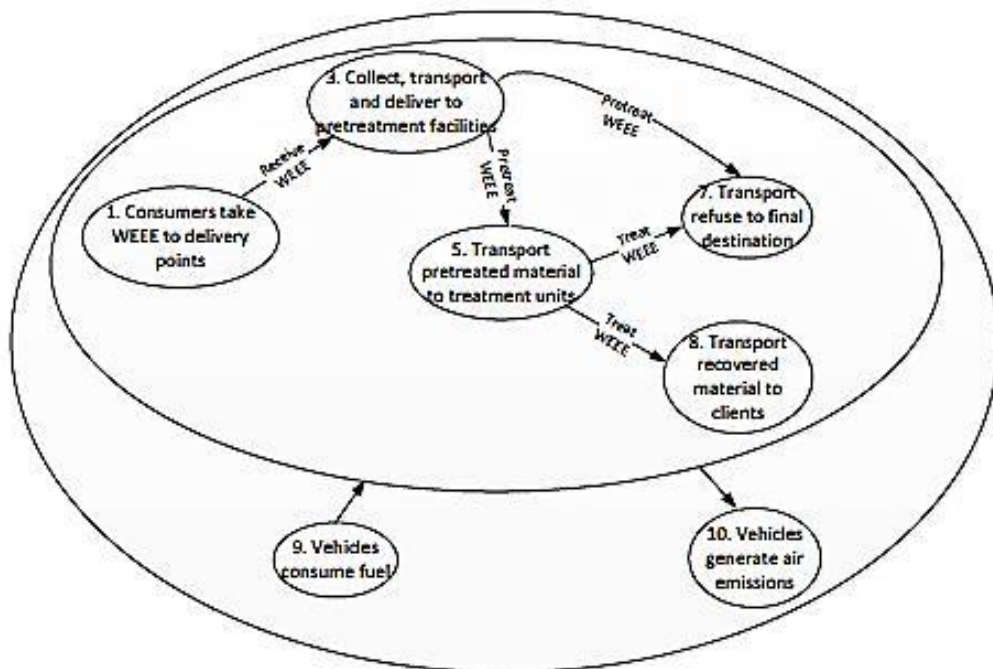 3. Collect, transport
and deliver to
pretreatment facilities
Pretreat
WEEE
Receive
WEEE
Pretreat
WEEE
1. Consumers take
WEEE to delivery
points
7. Transport
refuse to final
destination
5. Transport
pretreated material
to treatment units
Treat
WEEE
Treat
WEEE
8. Transport
recovered
material to
clients
9. Vehicles
consume fuel
10. Vehicles
generate air
emissions